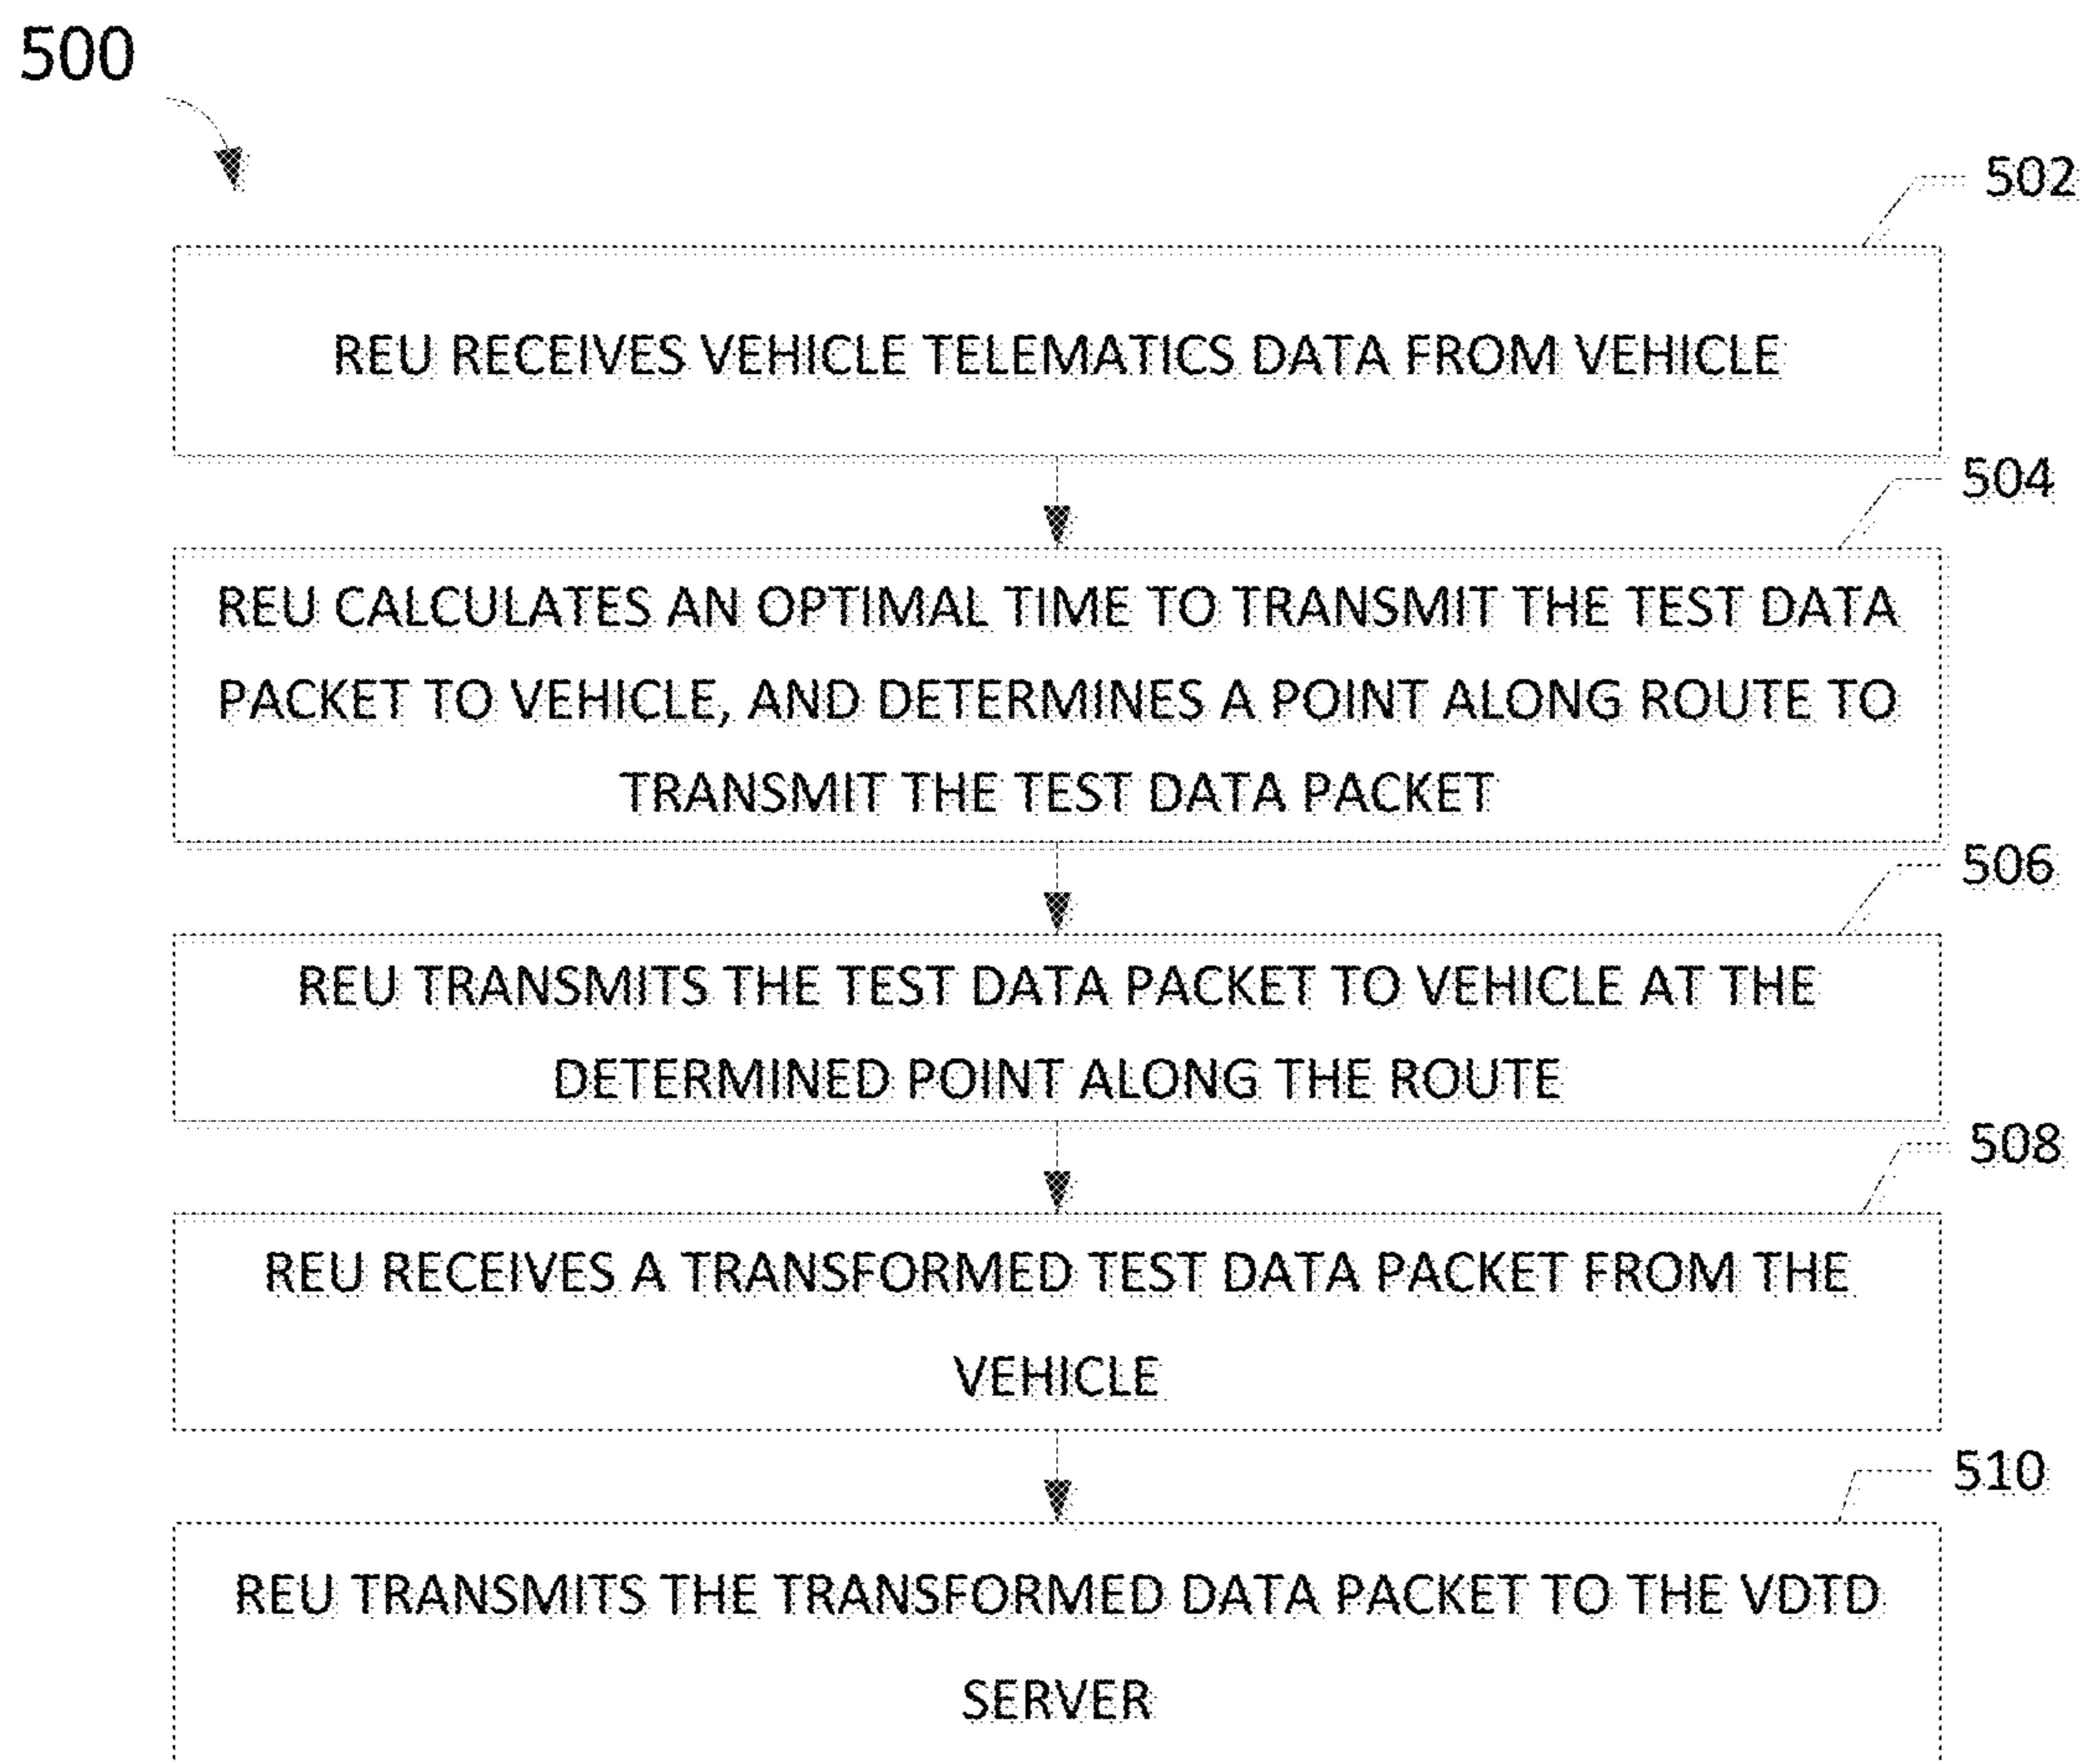 500
502
REU RECEIVES VEHICLE TELEMATICS DATA FROM VEHICLE
504
REU CALCULATES AN OPTIMAL TIME TO TRANSMIT THE TEST DATA
PACKET TO VEHICLE, AND DETERMINES A POINT ALONG ROUTE TO
TRANSMIT THE TEST DATA PACKET
506
REU TRANSMITS THE TEST DATA PACKET TO VEHICLE AT THE
DETERMINED POINT ALONG THE ROUTE
508
REU RECEIVES A TRANSFORMED TEST DATA PACKET FROM THE
VEHICLE
510
REU TRANSMITS THE TRANSFORMED DATA PACKET TO THE VDTD
SERVER